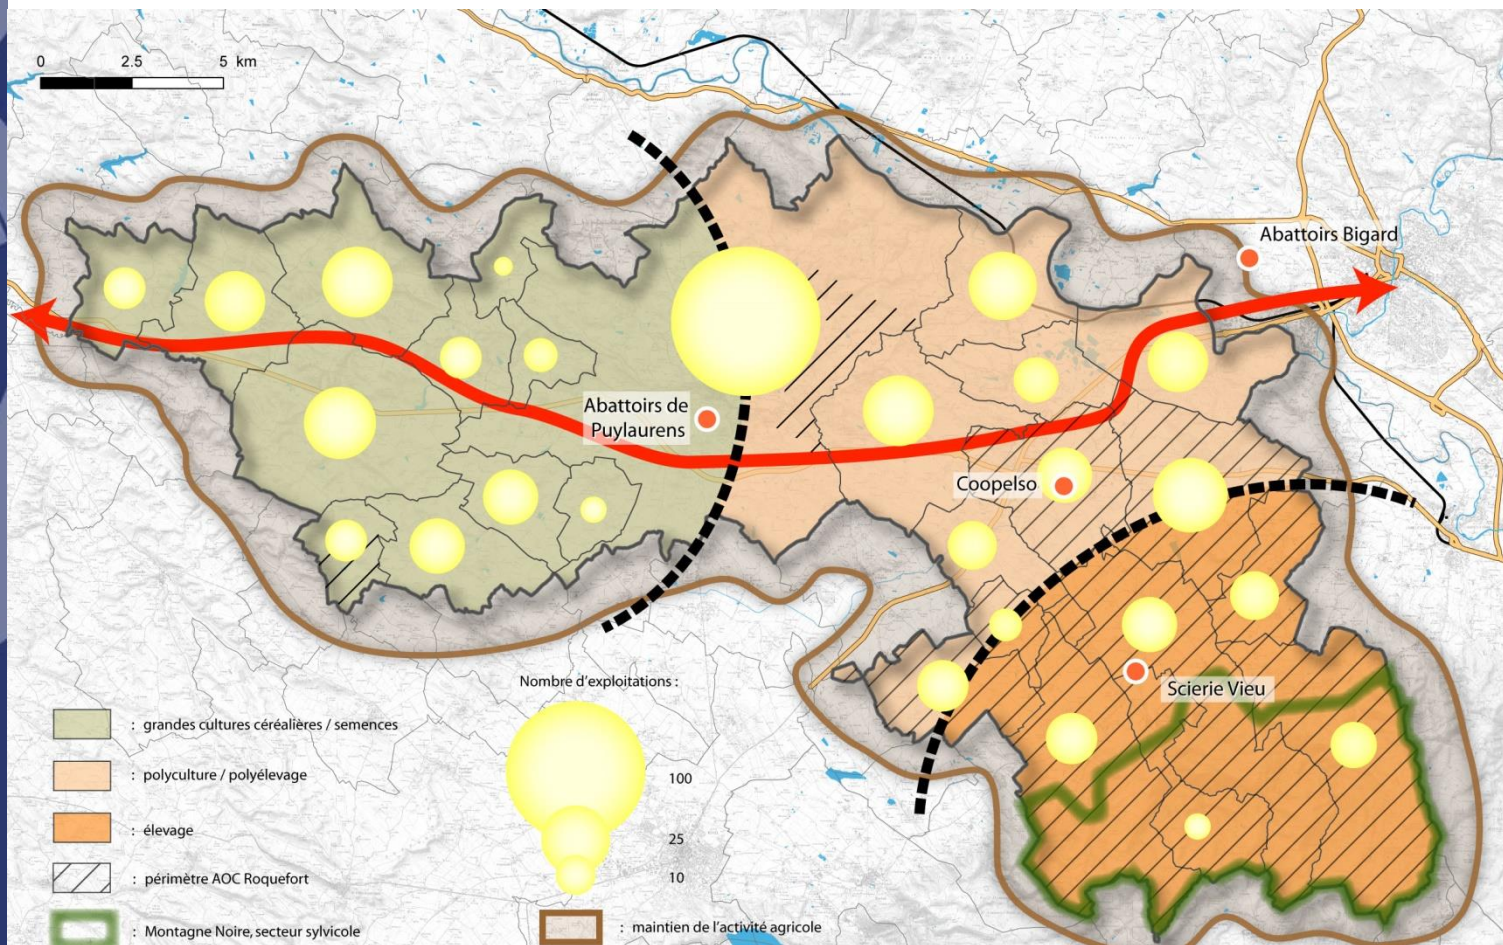 0 2.5 5 km
Abattoirs Bigard
Abattoirs de
Puylaurens
Coopelso
Scierie Vieu
Nombre d'exploitations :
100
25
10
: grandes cultures céréalières / semences
: polyculture / polyélevage
: élevage
: périmètre AOC Roquefort
: Montagne Noire, secteur sylvicole
: maintien de l'activité agricole